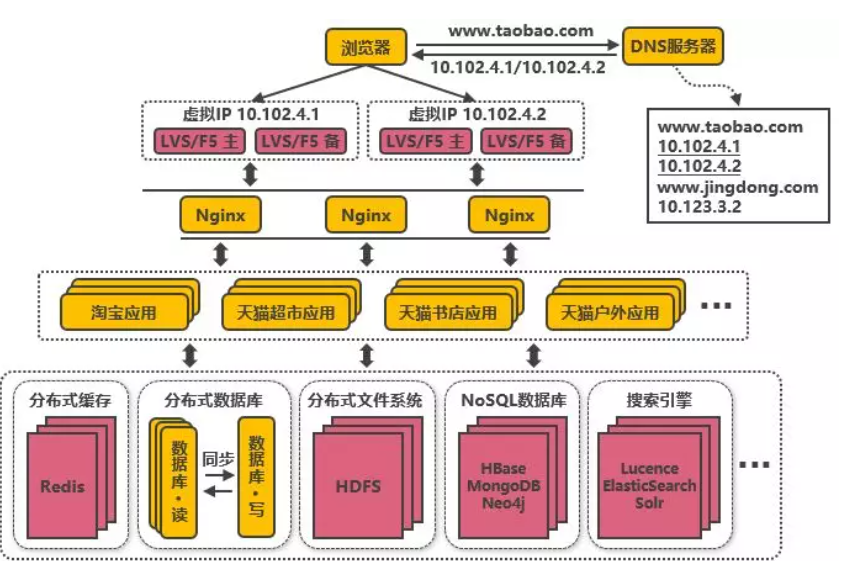 www.taobao.com
浏览器
DNS服务器
10.102.4.1/10.102.4.2
虚拟IP 10.102.4.1
LVS/F5 主
LVS/F5 备
虚拟IP 10.102.4.2
LVS/F5 主
LVS/F5 备
www.taobao.com
10.102.4.1
10.102.4.2
www.jingdong.com
10.123.3.2
Nginx
Nginx
Nginx
淘宝应用
天猫超市应用
天猫书店应用
天猫户外应用
...
分布式缓存
Redis
分布式数据库
数据库·读
同步
数据库·写
分布式文件系统
HDFS
NoSQL数据库
HBase
MongoDB
Neo4j
搜索引擎
Lucence
ElasticSearch
Solr
...